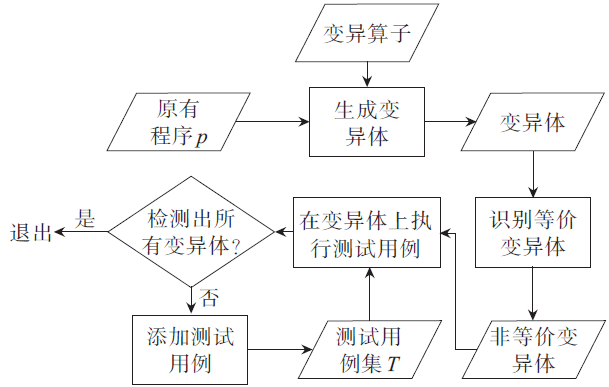 变异算子
原有
程序p
生成变
异体
变异体
退出
是
检测出所
有变异体？
在变异体上执
行测试用例
识别等价
变异体
否
添加测试
用例
测试用
例集T
非等价变
异体